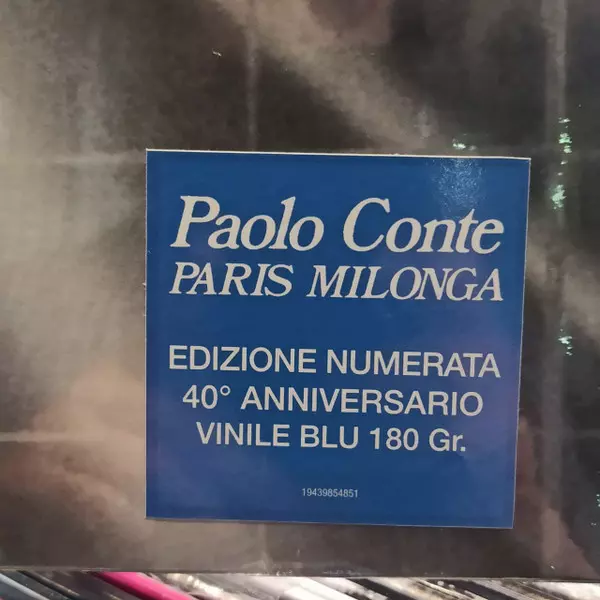 Paolo Conte
PARIS MILONGA
EDIZIONE NUMERATA
40° ANNIVERSARIO
VINILE BLU 180 Gr.
19439854851